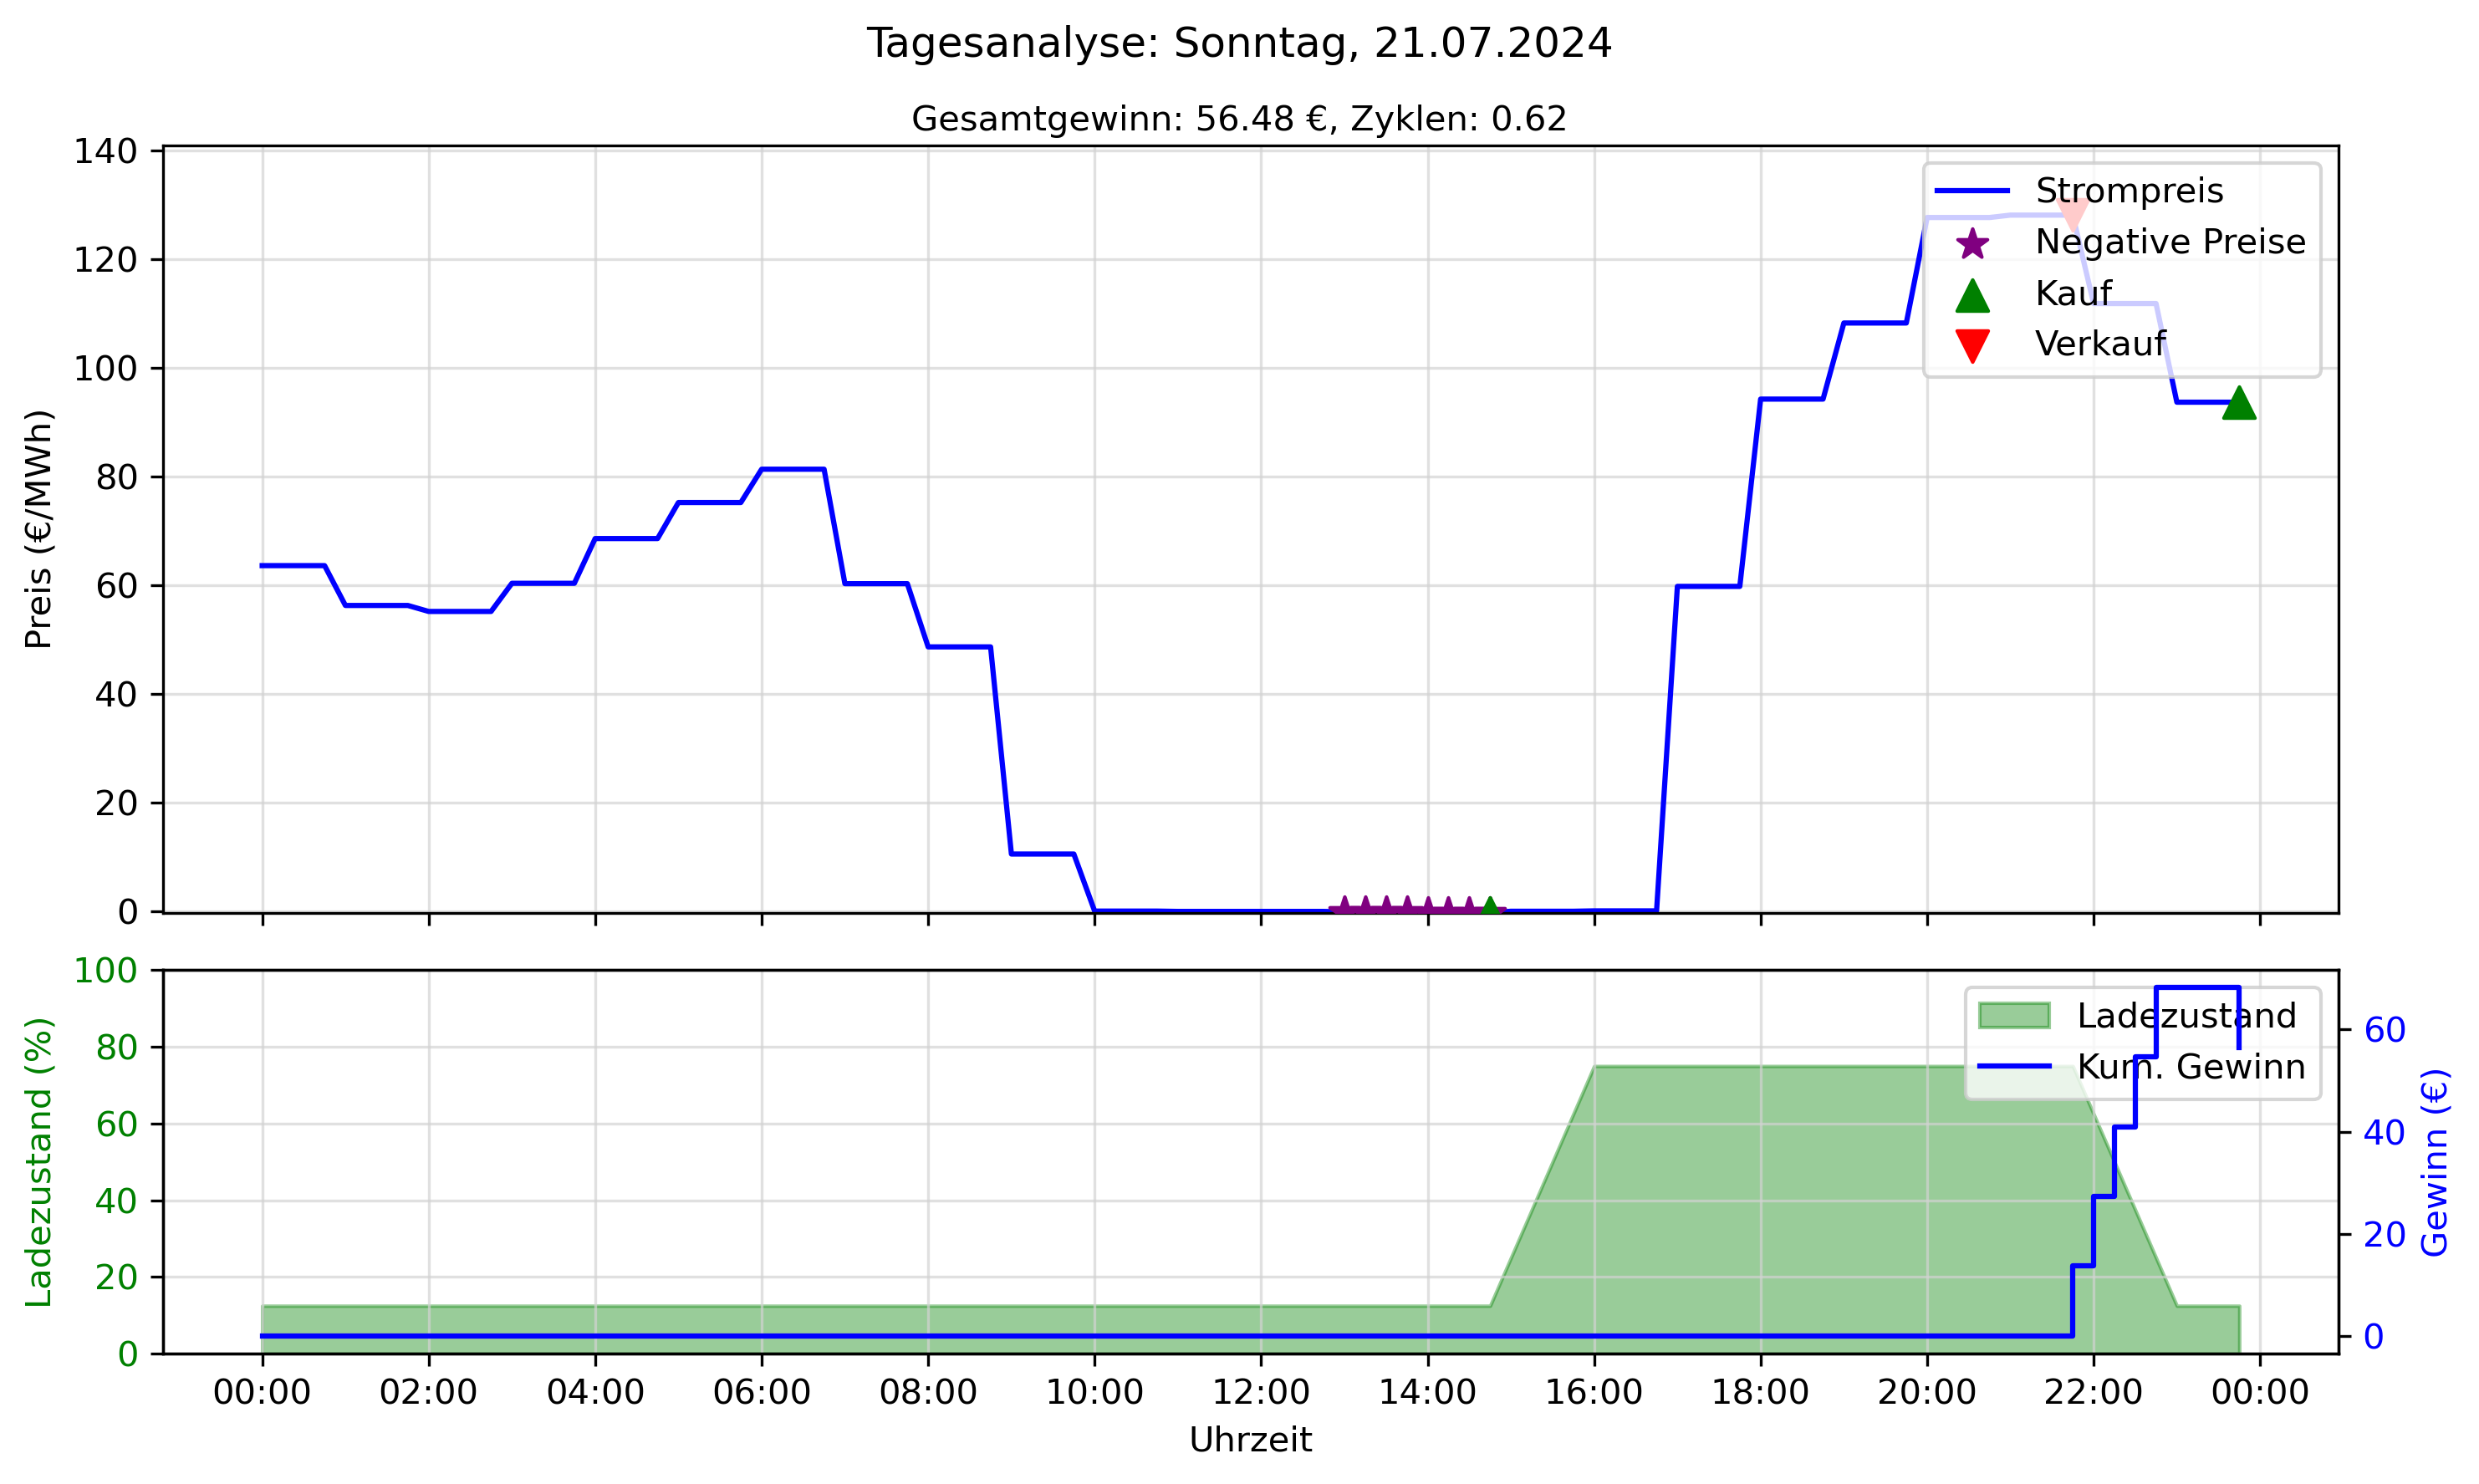 Tagesanalyse: Sonntag, 21.07.2024
Gesamtgewinn: 56.48 €, Zyklen: 0.62
Preis (€/MWh)
140
120
100
80
60
40
20
0
Strompreis
Negative Preise
Kauf
Verkauf
Ladezustand (%)
100
80
60
40
20
0
Ladezustand
Kum. Gewinn
60
40
20
0
Gewinn (€)
00:00 02:00 04:00 06:00 08:00 10:00 12:00 14:00 16:00 18:00 20:00 22:00 00:00
Uhrzeit